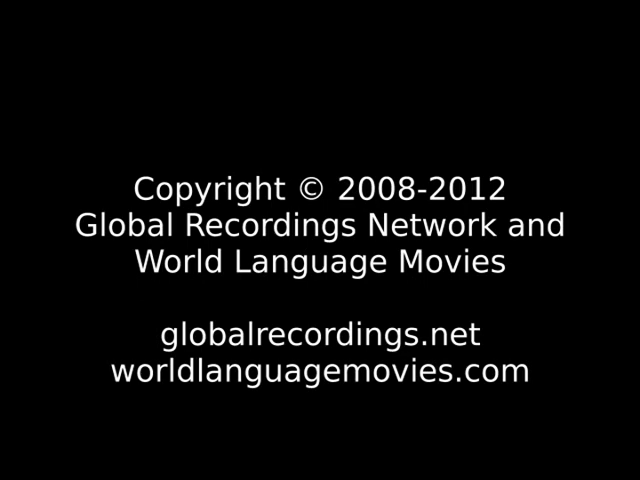 Copyright © 2008-2012
Global Recordings Network and
World Language Movies
globalrecordings.net
worldlanguagemovies.com